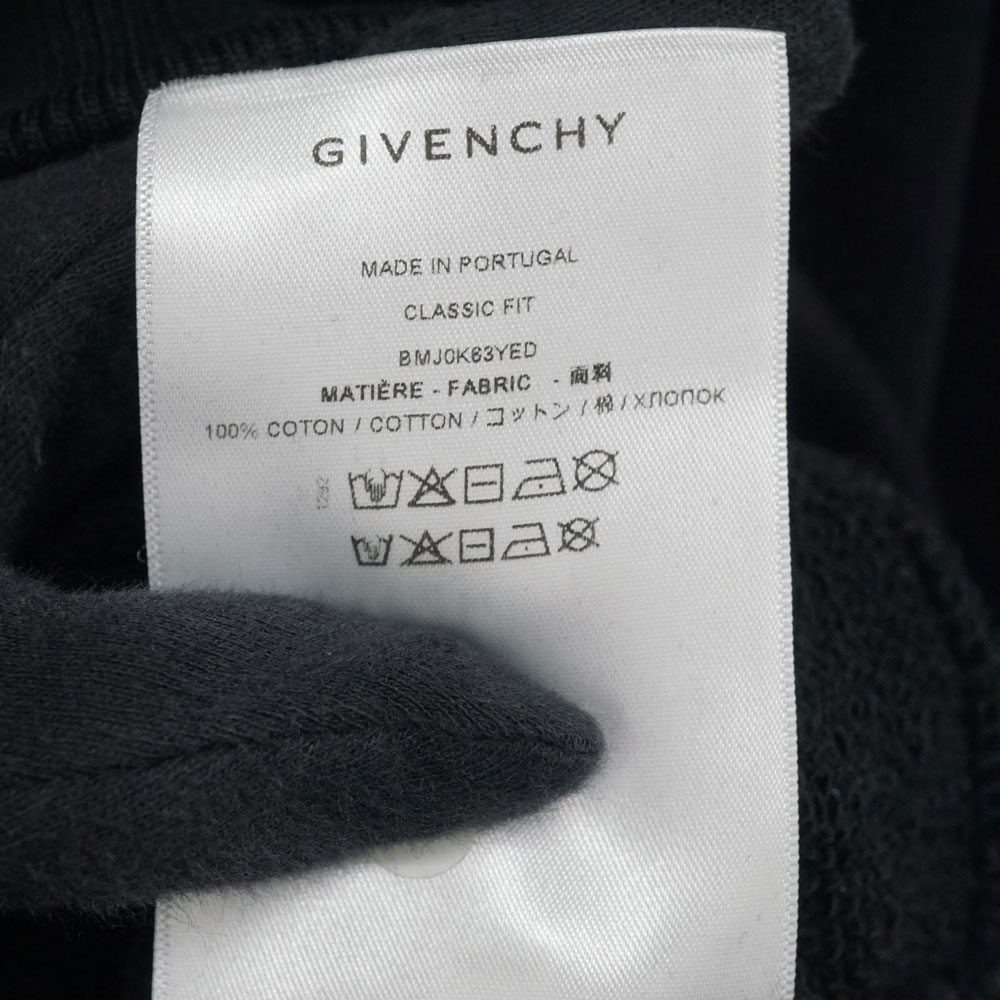 GIVENCHY
MADE IN PORTUGAL
CLASSIC FIT
BMJ0K63YED
MATIÈRE - FABRIC - 面料
100% COTON / COTTON / コットン / 棉 / ХЛОПОК
1292